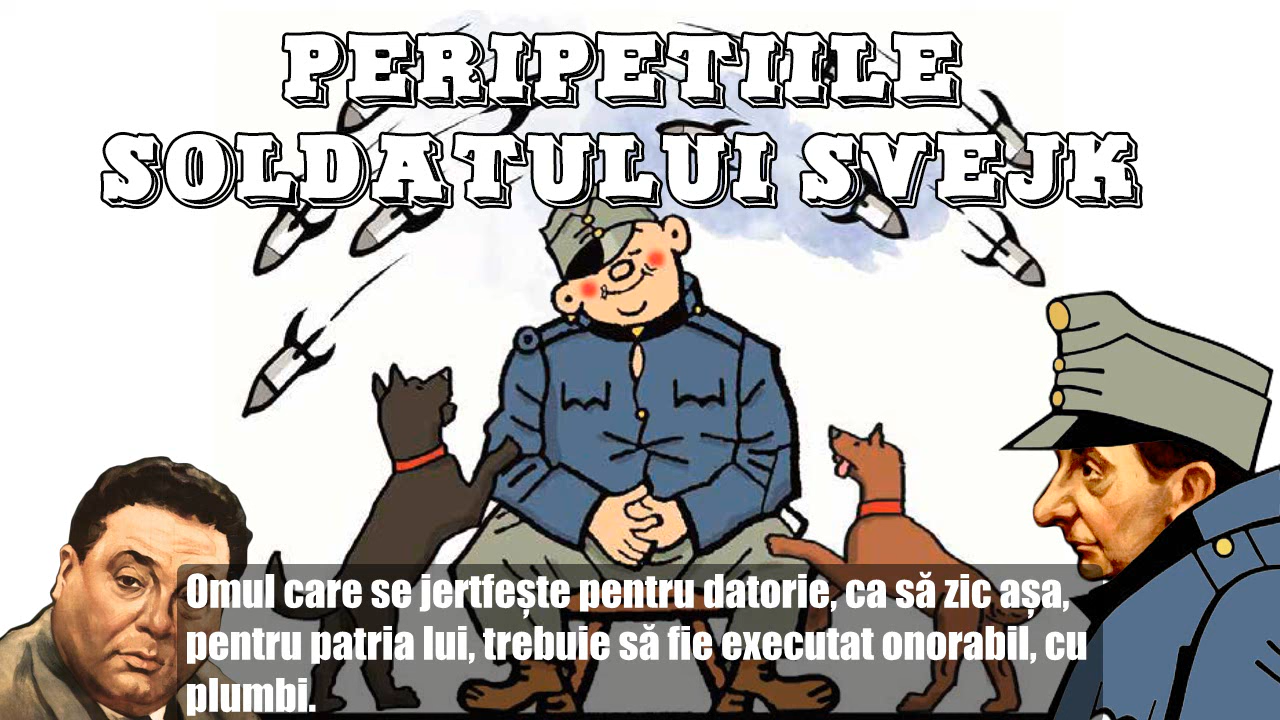 PERIPETIILE
SOLDATULUI SVEJK
Omul care se jertfește pentru datorie, ca să zic așa,
pentru patria lui, trebuie să fie executat onorabil, cu
plumbi.